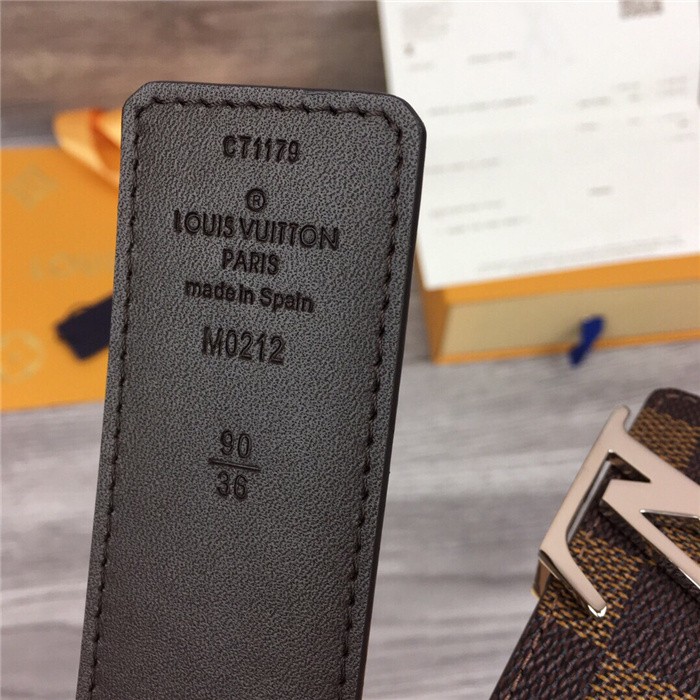 CT1179
®
LOUIS VUITTON
PARIS
made in Spain
M0212
90
36